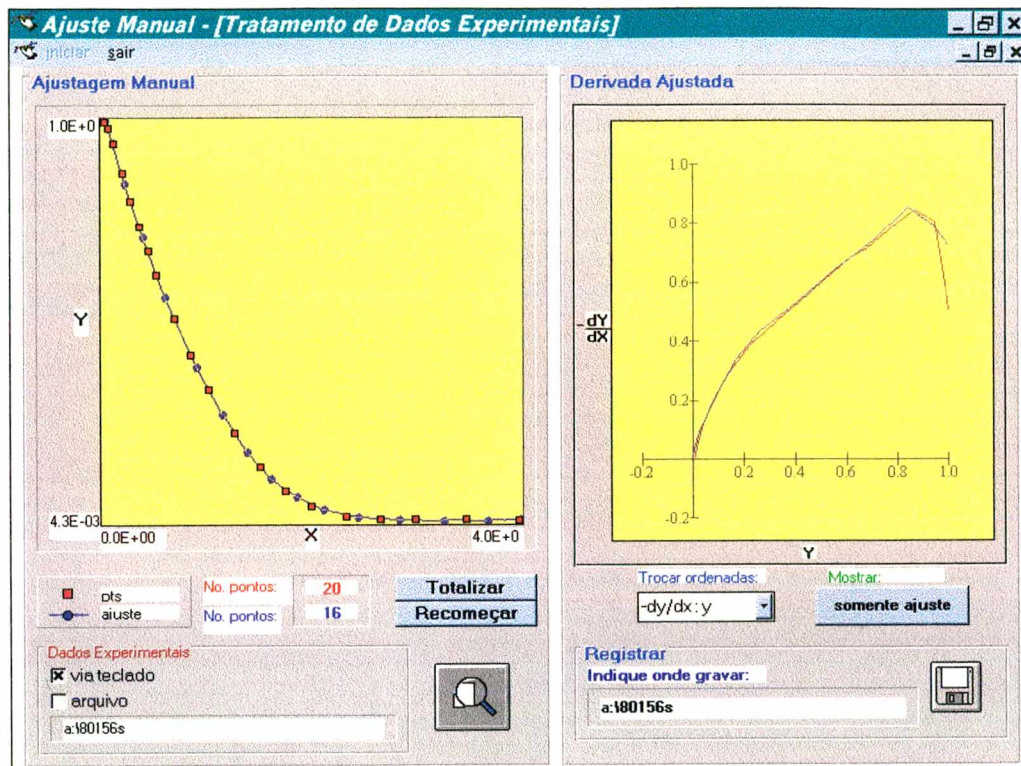 Ajuste Manual - [Tratamento de Dados Experimentais]
iniciar sair
Ajustagem Manual
1.0E+0
Y
4.3E-03
0.0E+00
X
4.0E+0
pts
ajuste
No. pontos: 20
No. pontos: 16
Totalizar
Recomeçar
Dados Experimentais
via teclado
arquivo
a:\80156s
Derivada Ajustada
1.0
0.8
0.6
0.4
0.2
-0.2
0.2 0.4 0.6 0.8 1.0
-0.2
-dY
dX
Y
Trocar ordenadas:
-dy/dx : y
Mostrar:
somente ajuste
Registrar
Indique onde gravar:
a:\80156s